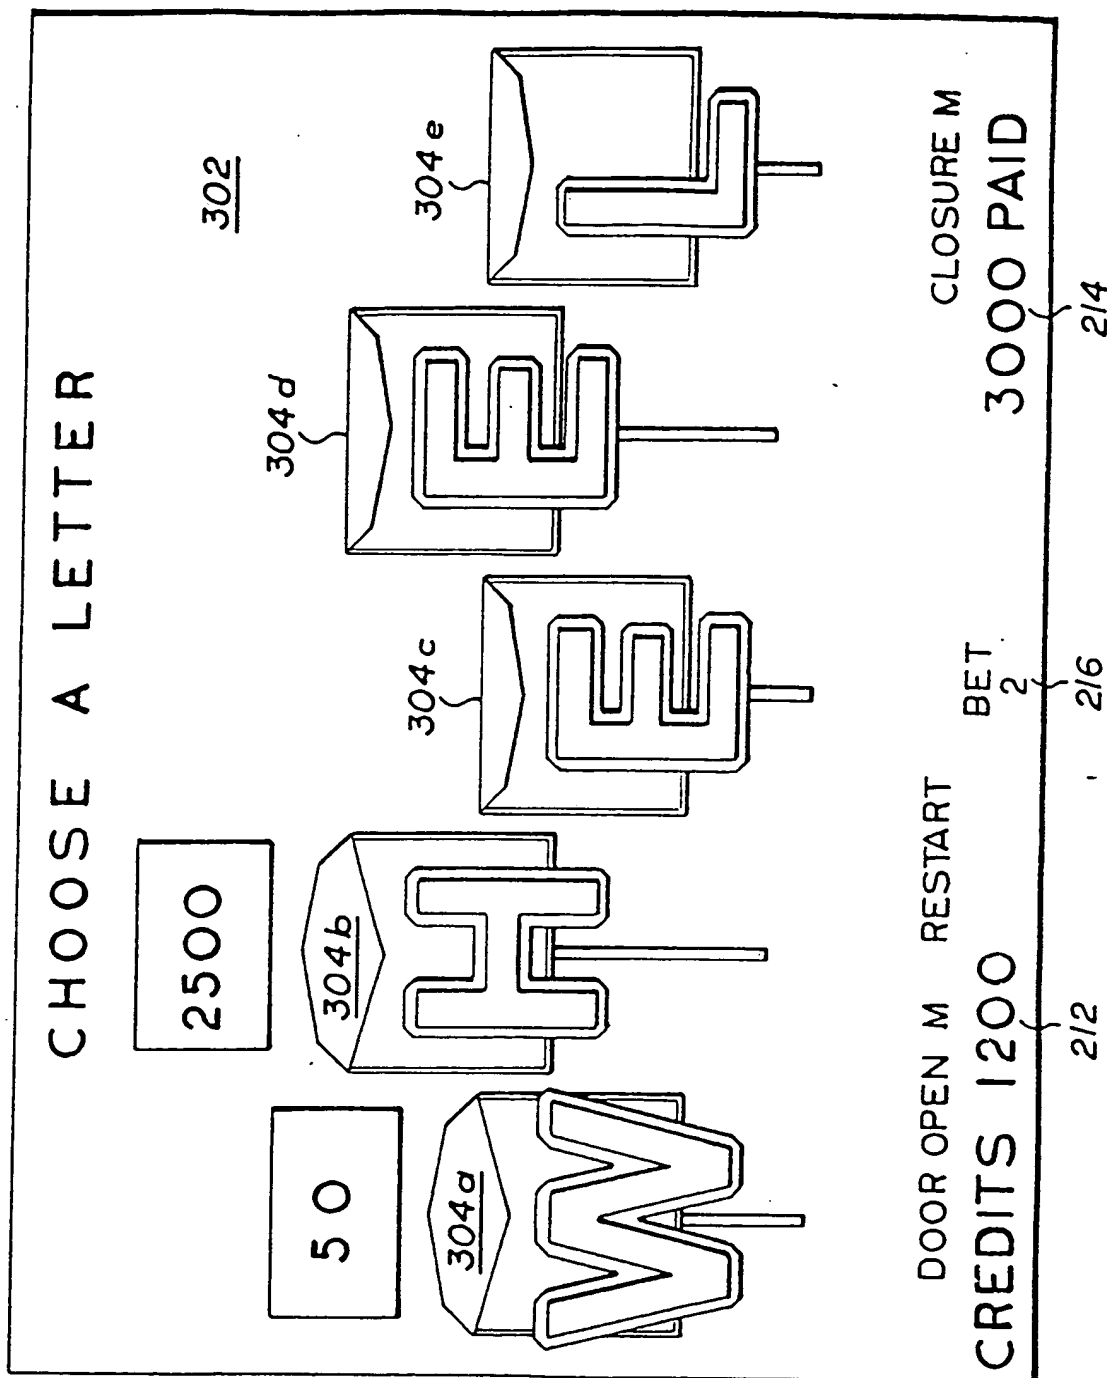 CHOOSE A LETTER
50
2500
302
304a
304b
304c
304d
304e
W
H
E
E
L
DOOR OPEN M RESTART
CLOSURE M
BET
2
CREDITS 1200
3000 PAID
212
216
214